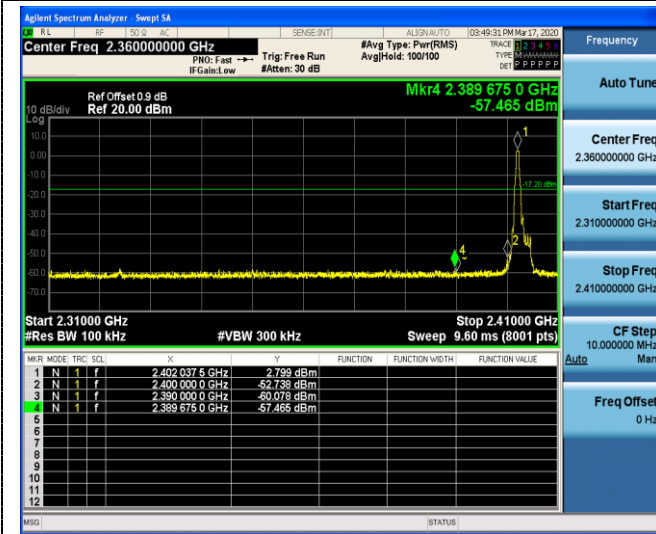 Agilent Spectrum Analyzer - Swept SA
RL RF 50 Ω AC SENSE:INT ALIGN AUTO 03:49:31 PM Mar 17, 2020
Center Freq 2.360000000 GHz #Avg Type: Pwr(RMS) TRACE 1 2 3 4 5 6
PNO: Fast Trig: Free Run Avg|Hold: 100/100 TYPE M
IFGain:Low #Atten: 30 dB DET P P P P P P
Ref Offset 0.9 dB Mkr4 2.389 675 0 GHz
10 dB/div Ref 20.00 dBm -57.465 dBm
Log
10.0
0.00
-10.0
-17.20 dBm
-20.0
-30.0
-40.0
-50.0
-60.0
-70.0
1
2
4
Start 2.31000 GHz Stop 2.41000 GHz
#Res BW 100 kHz #VBW 300 kHz Sweep 9.60 ms (8001 pts)
MKR MODE TRC SCL X Y FUNCTION FUNCTION WIDTH FUNCTION VALUE
1 N 1 f 2.402 037 5 GHz 2.799 dBm
2 N 1 f 2.400 000 0 GHz -52.738 dBm
3 N 1 f 2.390 000 0 GHz -60.078 dBm
4 N 1 f 2.389 675 0 GHz -57.465 dBm
5
6
7
8
9
10
11
12
MSG STATUS
Frequency
Auto Tune
Center Freq
2.360000000 GHz
Start Freq
2.310000000 GHz
Stop Freq
2.410000000 GHz
CF Step
10.000000 MHz
Auto Man
Freq Offset
0 Hz